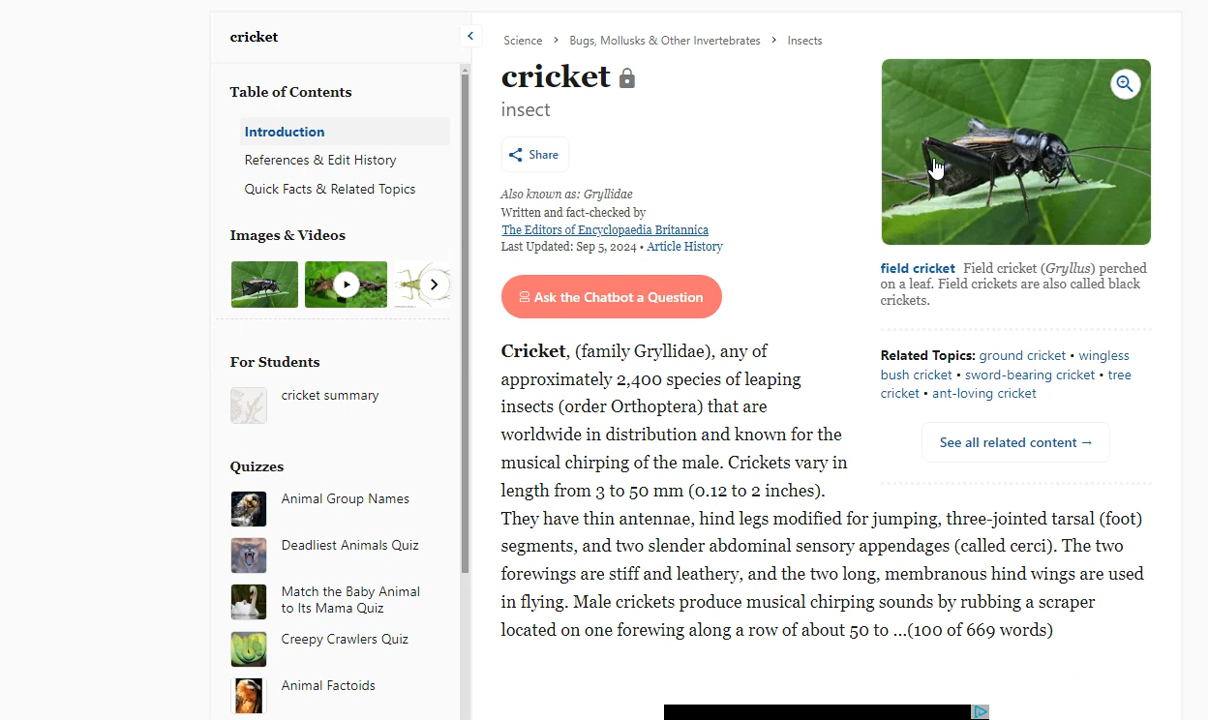 cricket
Table of Contents
Introduction
References & Edit History
Quick Facts & Related Topics
Images & Videos
For Students
cricket summary
Quizzes
Animal Group Names
Deadliest Animals Quiz
Match the Baby Animal
to Its Mama Quiz
Creepy Crawlers Quiz
Animal Factoids
Science > Bugs, Mollusks & Other Invertebrates > Insects
cricket
insect
Share
Also known as: Gryllidae
Written and fact-checked by
The Editors of Encyclopaedia Britannica
Last Updated: Sep 5, 2024 • Article History
Ask the Chatbot a Question
field cricket Field cricket (Gryllus) perched
on a leaf. Field crickets are also called black
crickets.
Related Topics: ground cricket • wingless
bush cricket • sword-bearing cricket • tree
cricket • ant-loving cricket
See all related content →
Cricket, (family Gryllidae), any of
approximately 2,400 species of leaping
insects (order Orthoptera) that are
worldwide in distribution and known for the
musical chirping of the male. Crickets vary in
length from 3 to 50 mm (0.12 to 2 inches).
They have thin antennae, hind legs modified for jumping, three-jointed tarsal (foot)
segments, and two slender abdominal sensory appendages (called cerci). The two
forewings are stiff and leathery, and the two long, membranous hind wings are used
in flying. Male crickets produce musical chirping sounds by rubbing a scraper
located on one forewing along a row of about 50 to ...(100 of 669 words)